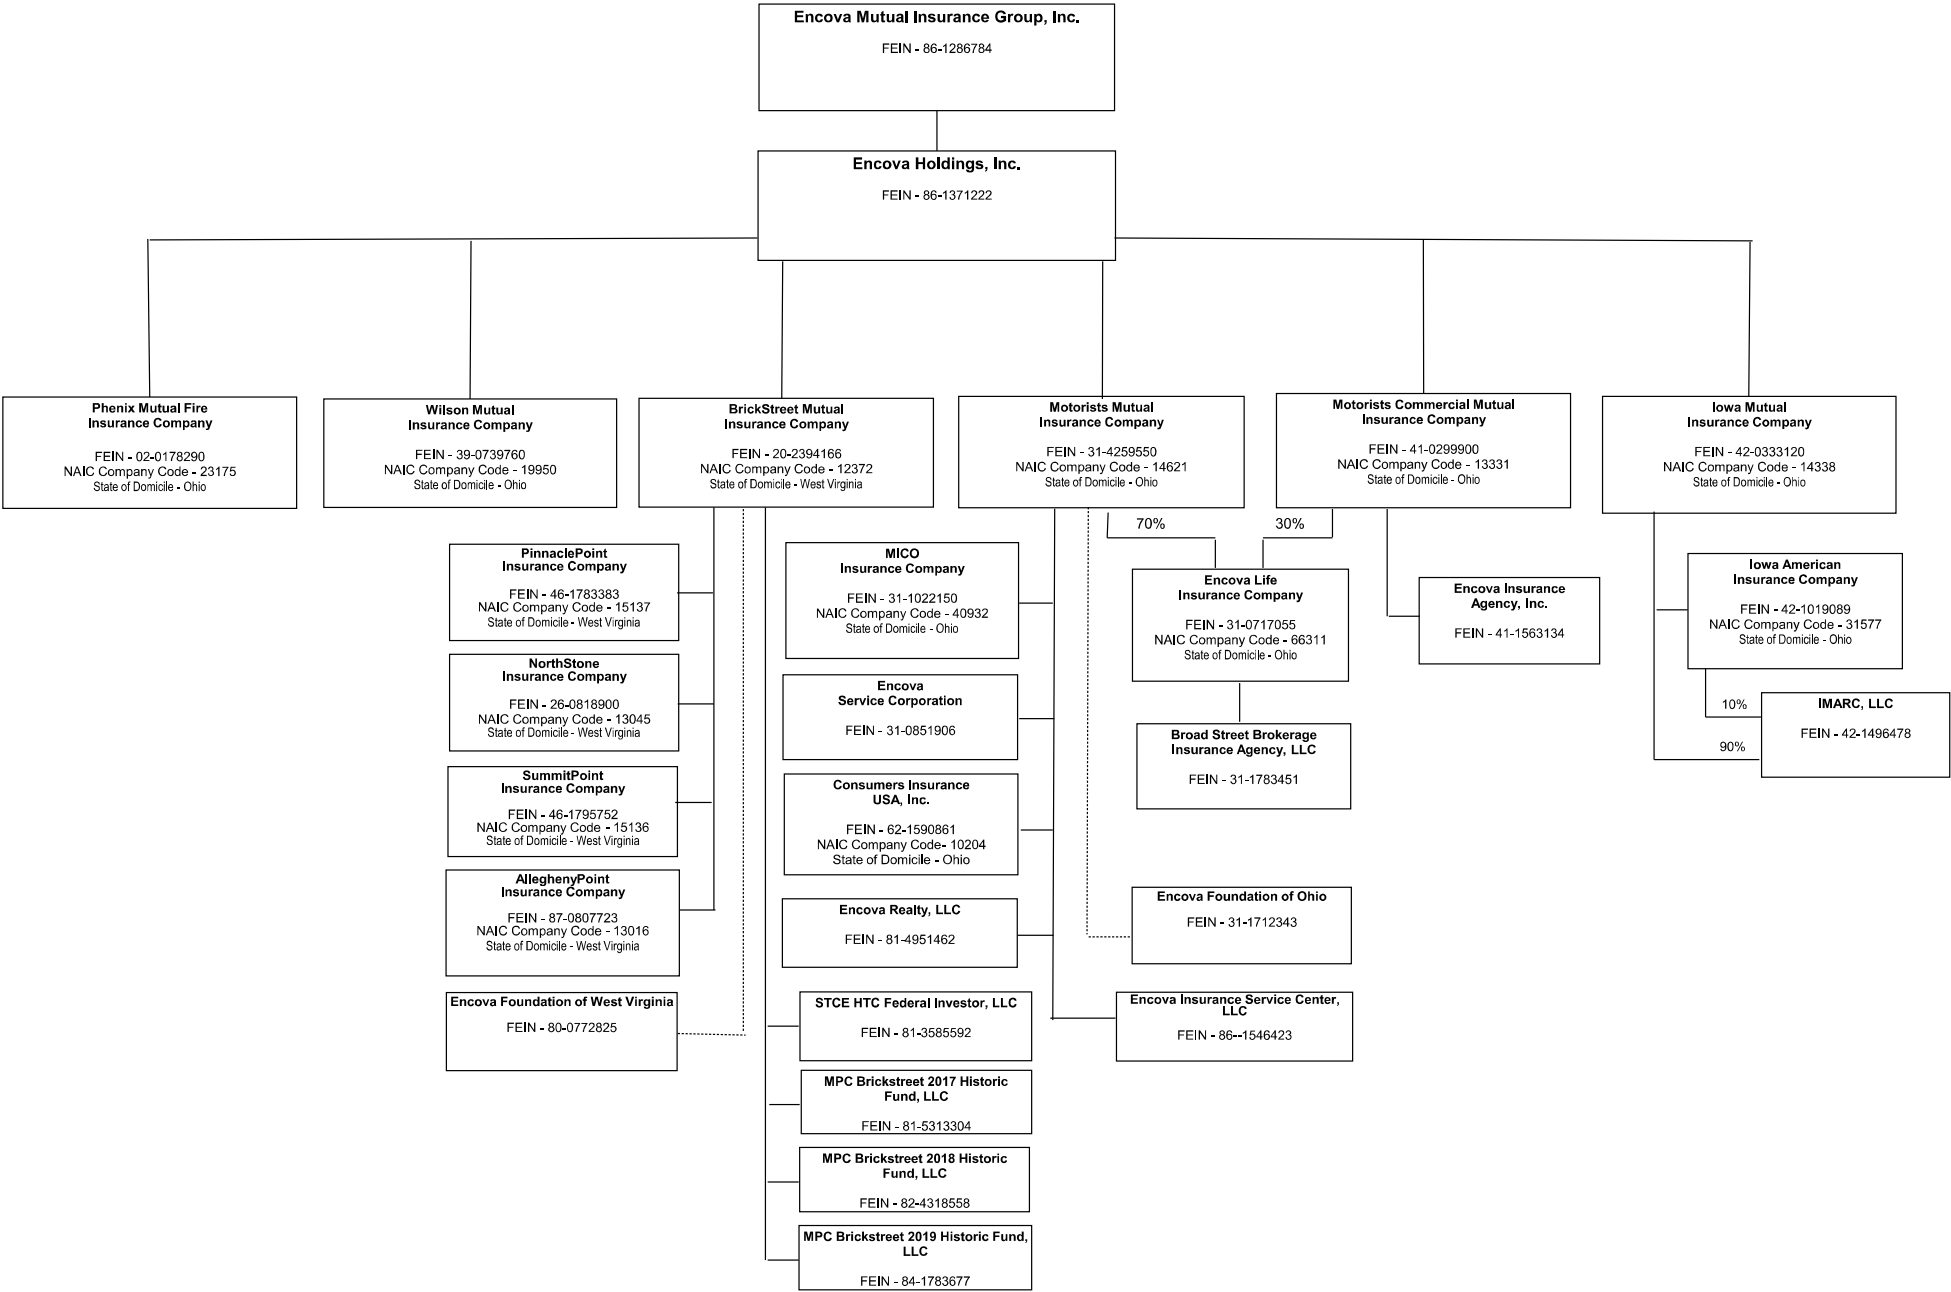 Encova Mutual Insurance Group, Inc.
FEIN - 86-1286784
Encova Holdings, Inc.
FEIN - 86-1371222
Phenix Mutual Fire
Insurance Company
FEIN - 02-0178290
NAIC Company Code - 23175
State of Domicile - Ohio
Wilson Mutual
Insurance Company
FEIN - 39-0739760
NAIC Company Code - 19950
State of Domicile - Ohio
BrickStreet Mutual
Insurance Company
FEIN - 20-2394166
NAIC Company Code - 12372
State of Domicile - West Virginia
Motorists Mutual
Insurance Company
FEIN - 31-4259550
NAIC Company Code - 14621
State of Domicile - Ohio
Motorists Commercial Mutual
Insurance Company
FEIN - 41-0299900
NAIC Company Code - 13331
State of Domicile - Ohio
Iowa Mutual
Insurance Company
FEIN - 42-0333120
NAIC Company Code - 14338
State of Domicile - Ohio
70%
30%
PinnaclePoint
Insurance Company
FEIN - 46-1783383
NAIC Company Code - 15137
State of Domicile - West Virginia
NorthStone
Insurance Company
FEIN - 26-0818900
NAIC Company Code - 13045
State of Domicile - West Virginia
SummitPoint
Insurance Company
FEIN - 46-1795752
NAIC Company Code - 15136
State of Domicile - West Virginia
AlleghenyPoint
Insurance Company
FEIN - 87-0807723
NAIC Company Code - 13016
State of Domicile - West Virginia
Encova Foundation of West Virginia
FEIN - 80-0772825
MICO
Insurance Company
FEIN - 31-1022150
NAIC Company Code - 40932
State of Domicile - Ohio
Encova
Service Corporation
FEIN - 31-0851906
Consumers Insurance
USA, Inc.
FEIN - 62-1590861
NAIC Company Code- 10204
State of Domicile - Ohio
Encova Realty, LLC
FEIN - 81-4951462
STCE HTC Federal Investor, LLC
FEIN - 81-3585592
MPC Brickstreet 2017 Historic
Fund, LLC
FEIN - 81-5313304
MPC Brickstreet 2018 Historic
Fund, LLC
FEIN - 82-4318558
MPC Brickstreet 2019 Historic Fund,
LLC
FEIN - 84-1783677
Encova Life
Insurance Company
FEIN - 31-0717055
NAIC Company Code - 66311
State of Domicile - Ohio
Broad Street Brokerage
Insurance Agency, LLC
FEIN - 31-1783451
Encova Foundation of Ohio
FEIN - 31-1712343
Encova Insurance Service Center,
LLC
FEIN - 86--1546423
Encova Insurance
Agency, Inc.
FEIN - 41-1563134
Iowa American
Insurance Company
FEIN - 42-1019089
NAIC Company Code - 31577
State of Domicile - Ohio
10%
90%
IMARC, LLC
FEIN - 42-1496478